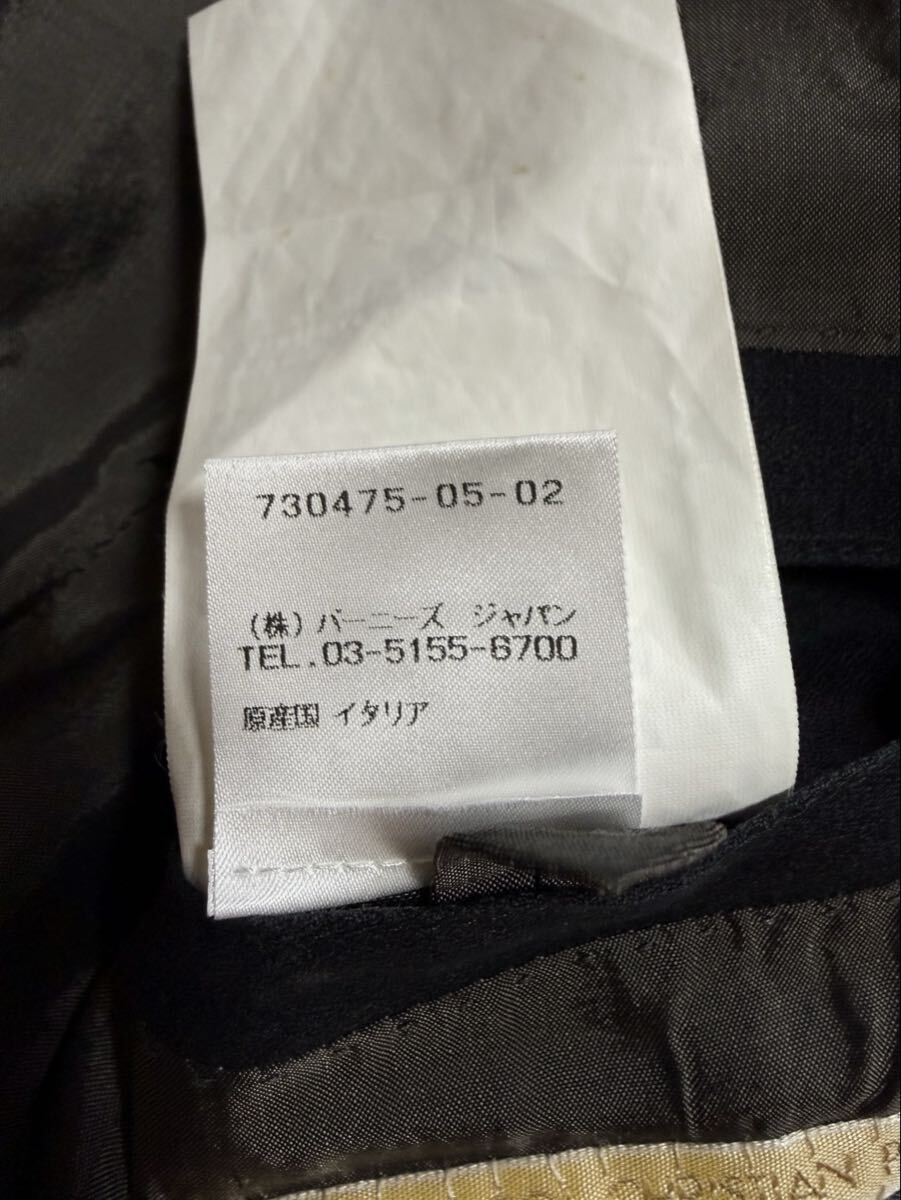 730475-05-02
(株) バーニーズ ジャパン
TEL.03-5155-6700
原産国 イタリア